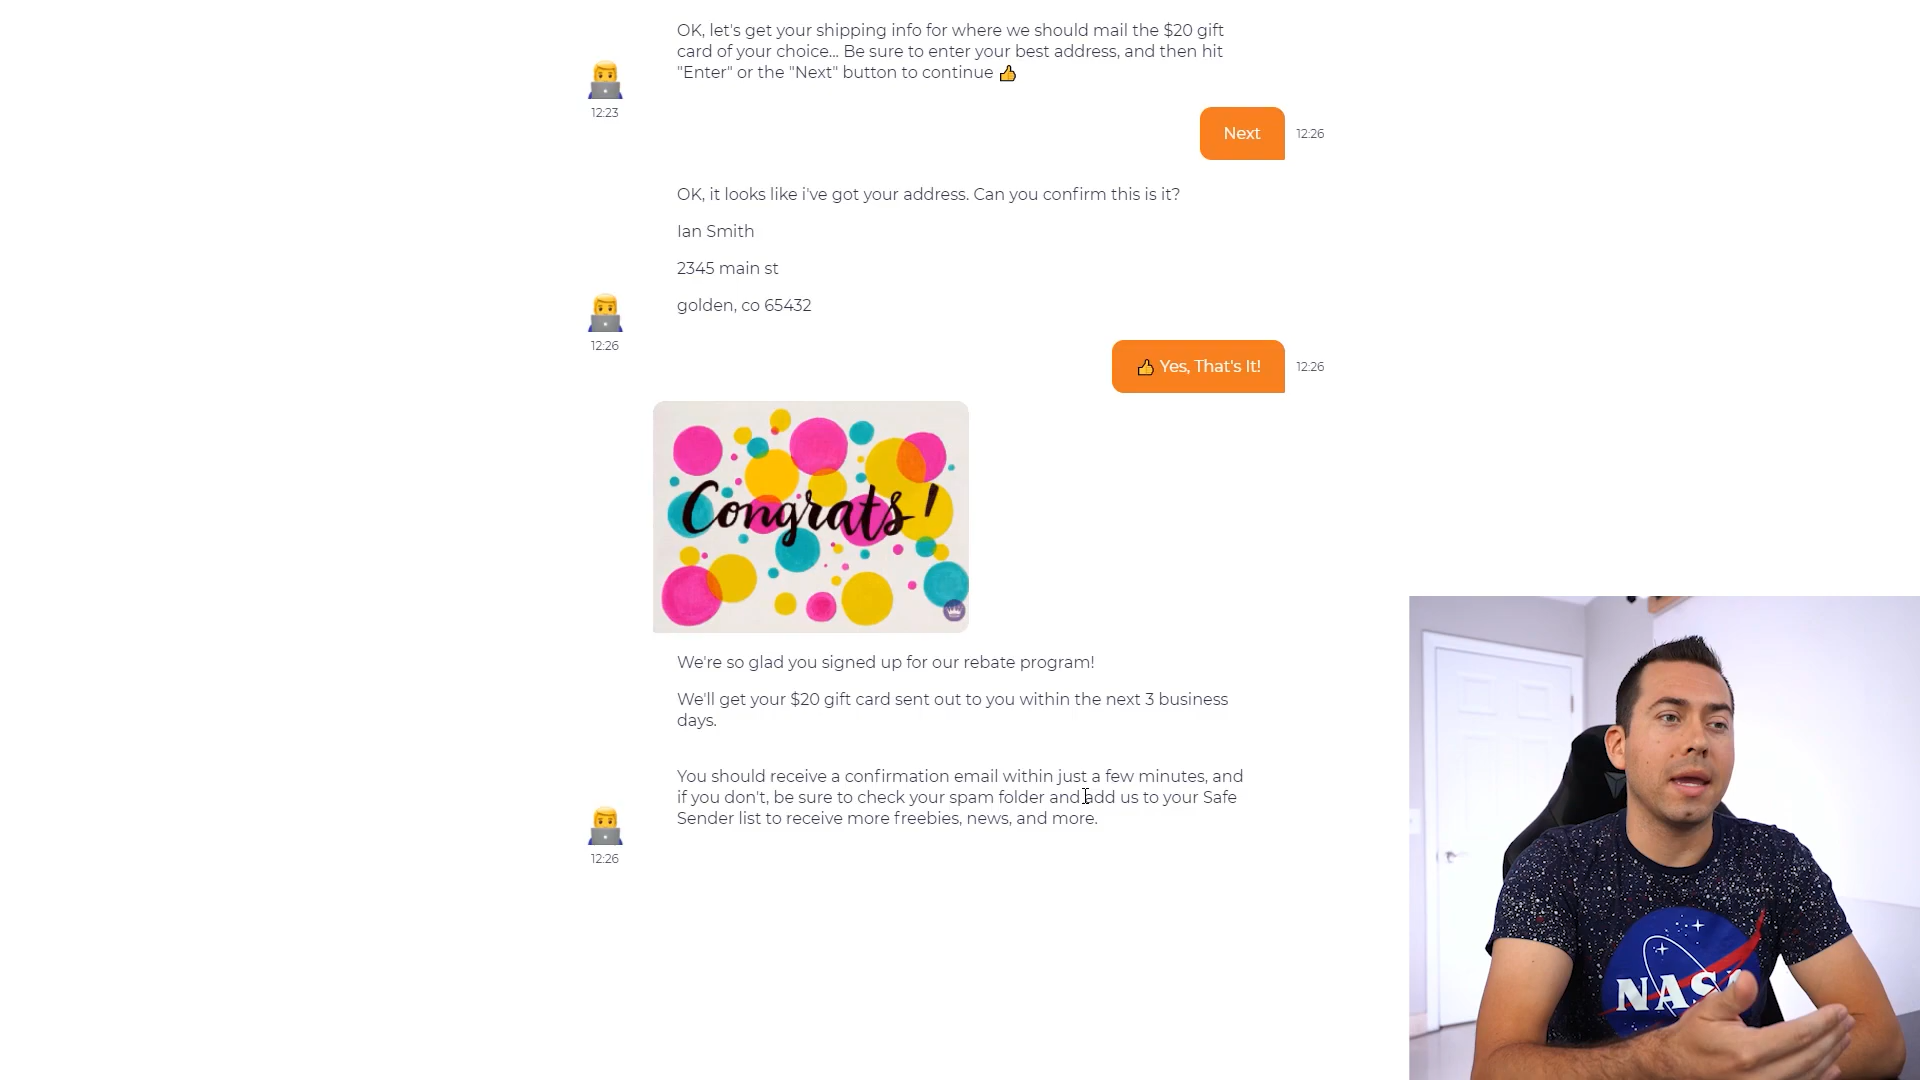 OK, let's get your shipping info for where we should mail the $20 gift
card of your choice... Be sure to enter your best address, and then hit
"Enter" or the "Next" button to continue 👍
12:23
Next
12:26
OK, it looks like i've got your address. Can you confirm this is it?
Ian Smith
2345 main st
golden, co 65432
12:26
👍 Yes, That's It!
12:26
Congrats!
We're so glad you signed up for our rebate program!
We'll get your $20 gift card sent out to you within the next 3 business
days.
You should receive a confirmation email within just a few minutes, and
if you don't, be sure to check your spam folder and add us to your Safe
Sender list to receive more freebies, news, and more.
12:26
NASA